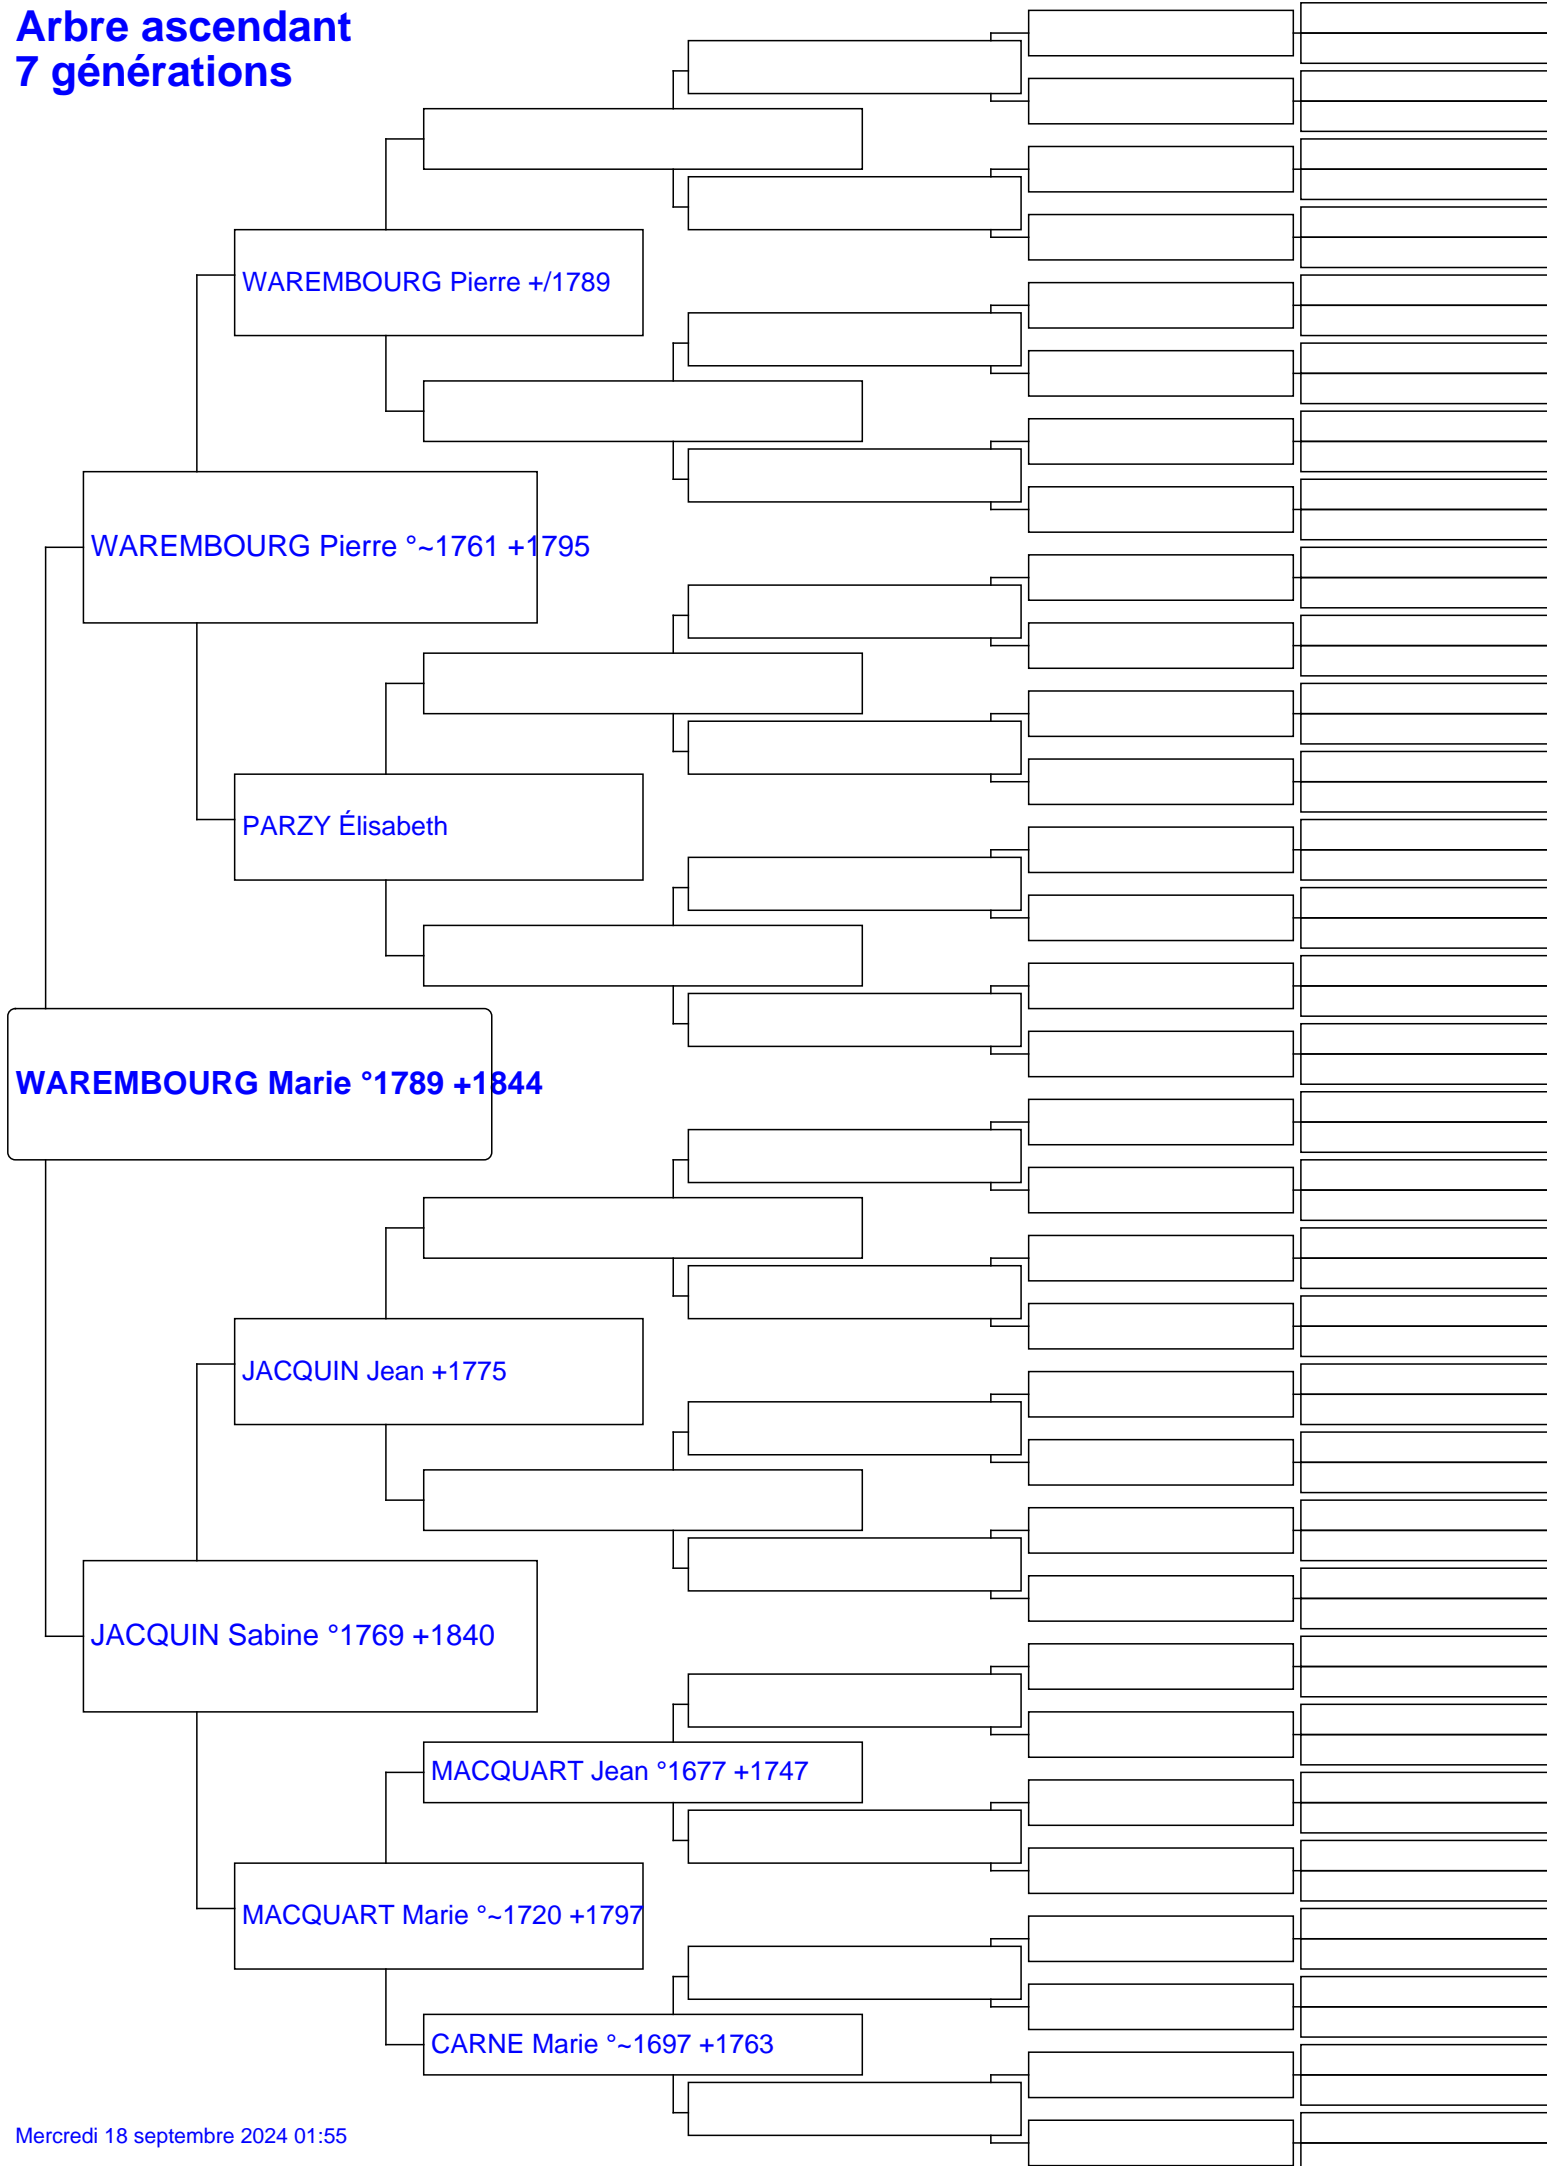 Arbre ascendant
7 générations
WAREMBOURG Pierre +/1789
WAREMBOURG Pierre °~1761 +1795
PARZY Élisabeth
WAREMBOURG Marie °1789 +1844
JACQUIN Jean +1775
JACQUIN Sabine °1769 +1840
MACQUART Jean °1677 +1747
MACQUART Marie °~1720 +1797
CARNE Marie °~1697 +1763
Mercredi 18 septembre 2024 01:55